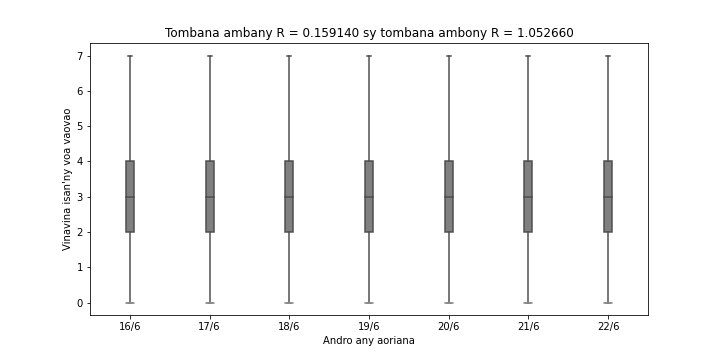 Tombana ambany R = 0.159140 sy tombana ambony R = 1.052660
Vinavina isan'ny voa vaovao
7
6
5
4
3
2
1
0
16/6 17/6 18/6 19/6 20/6 21/6 22/6
Andro any aoriana